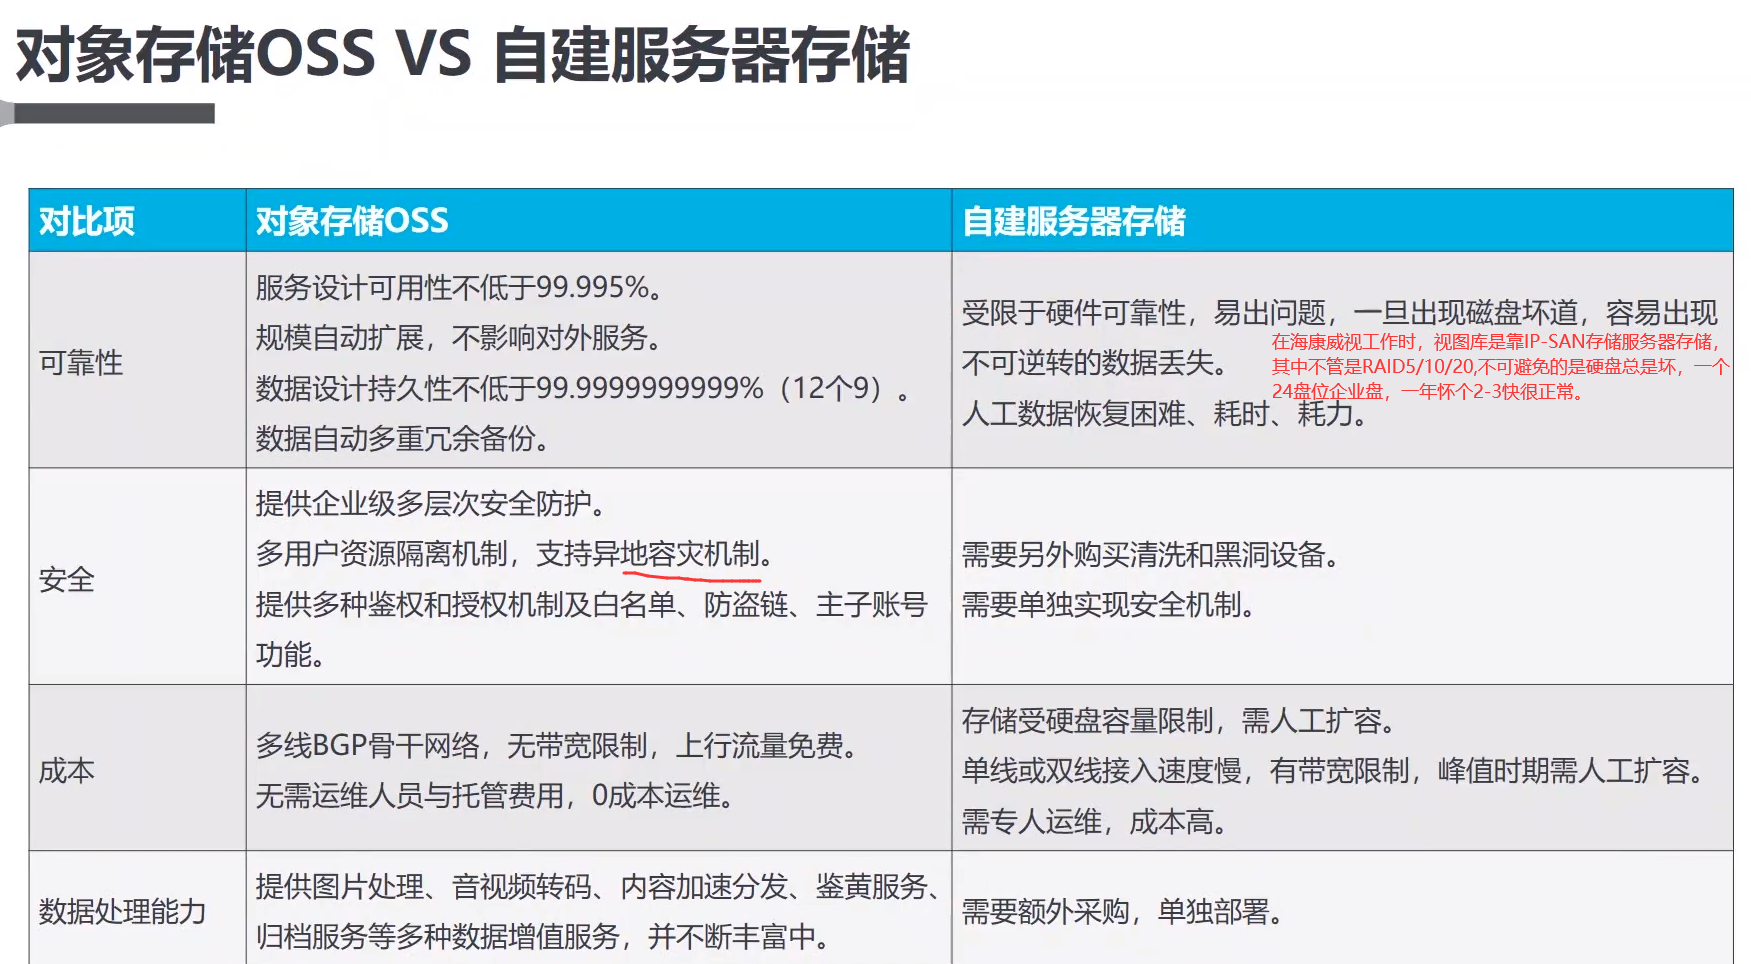 对象存储OSS VS 自建服务器存储
对比项
对象存储OSS
自建服务器存储
可靠性
服务设计可用性不低于99.995%。
规模自动扩展，不影响对外服务。
数据设计持久性不低于99.9999999999%（12个9）。
数据自动多重冗余备份。
受限于硬件可靠性，易出问题，一旦出现磁盘坏道，容易出现
不可逆转的数据丢失。
人工数据恢复困难、耗时、耗力。
在海康威视工作时，视图库是靠IP-SAN存储服务器存储，
其中不管是RAID5/10/20,不可避免的是硬盘总是坏，一个
24盘位企业盘，一年怀个2-3快很正常。
安全
提供企业级多层次安全防护。
多用户资源隔离机制，支持异地容灾机制。
提供多种鉴权和授权机制及白名单、防盗链、主子账号
功能。
需要另外购买清洗和黑洞设备。
需要单独实现安全机制。
成本
多线BGP骨干网络，无带宽限制，上行流量免费。
无需运维人员与托管费用，0成本运维。
存储受硬盘容量限制，需人工扩容。
单线或双线接入速度慢，有带宽限制，峰值时期需人工扩容。
需专人运维，成本高。
数据处理能力
提供图片处理、音视频转码、内容加速分发、鉴黄服务、
归档服务等多种数据增值服务，并不断丰富中。
需要额外采购，单独部署。